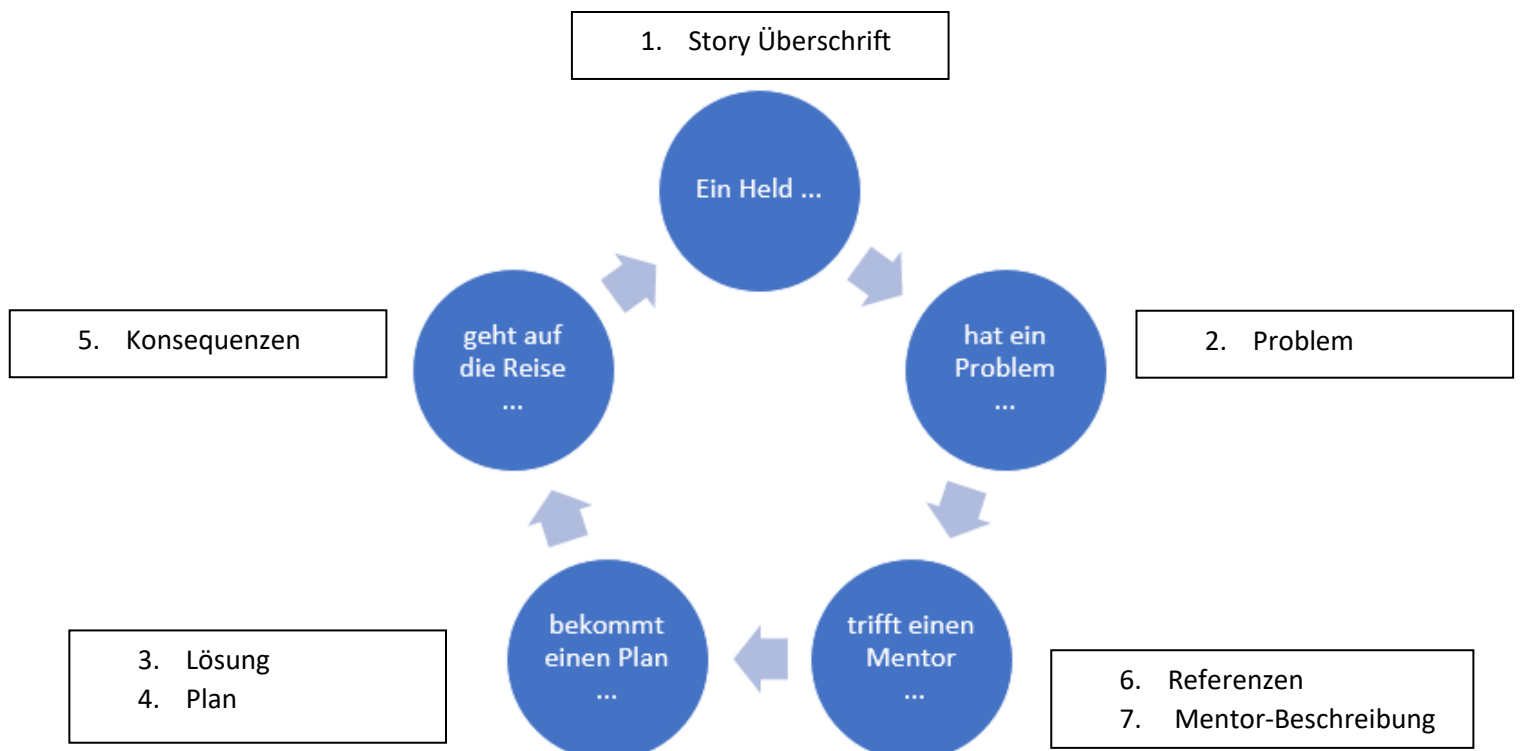 1. Story Überschrift
Ein Held ...
hat ein
Problem
...
2. Problem
trifft einen
Mentor
...
6. Referenzen
7. Mentor-Beschreibung
bekommt
einen Plan
...
3. Lösung
4. Plan
geht auf
die Reise
...
5. Konsequenzen